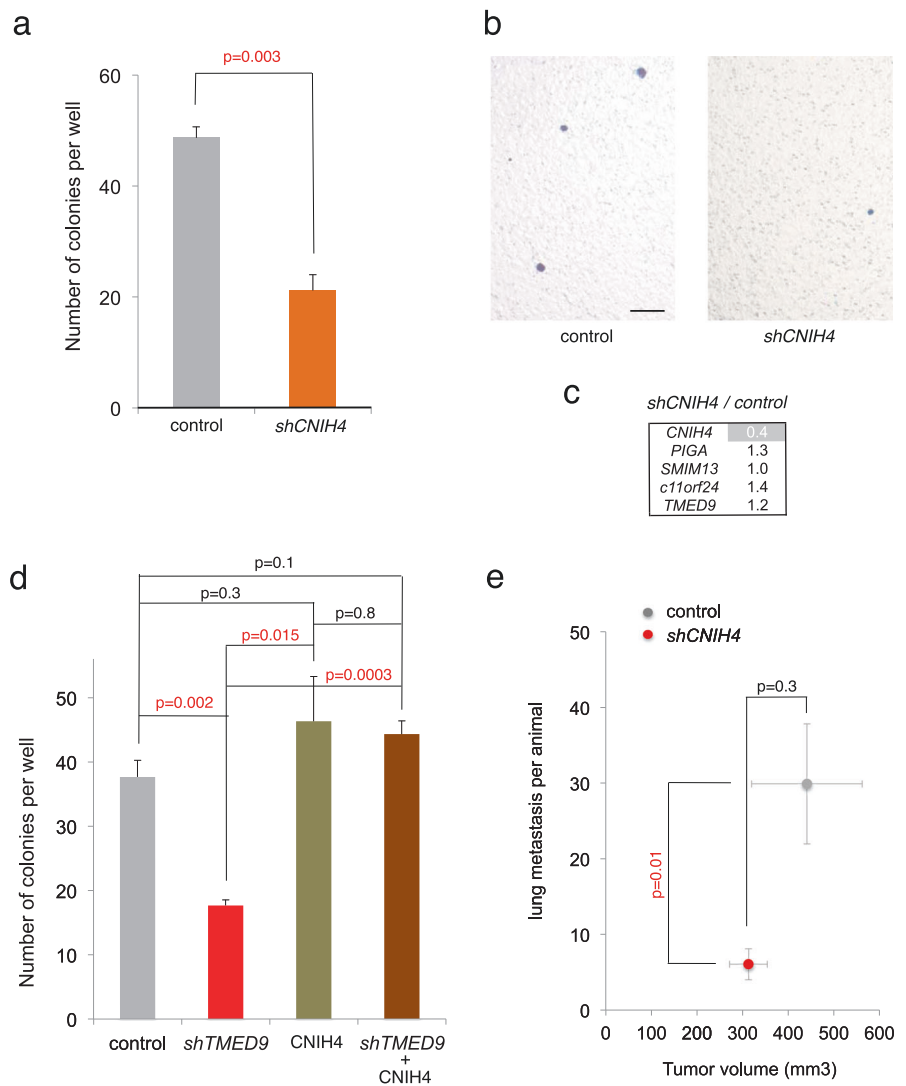 a
p=0.003
Number of colonies per well
60
40
20
0
control
shCNIH4
b
control
shCNIH4
c
shCNIH4 / control
CNIH4 0.4
PIGA 1.3
SMIM13 1.0
c11orf24 1.4
TMED9 1.2
d
p=0.1
p=0.3
p=0.8
p=0.015
p=0.0003
p=0.002
Number of colonies per well
50
40
30
20
10
0
control
shTMED9
CNIH4
shTMED9
+
CNIH4
e
control
shCNIH4
lung metastasis per animal
50
40
30
20
10
0
p=0.3
p=0.01
0 100 200 300 400 500 600
Tumor volume (mm3)